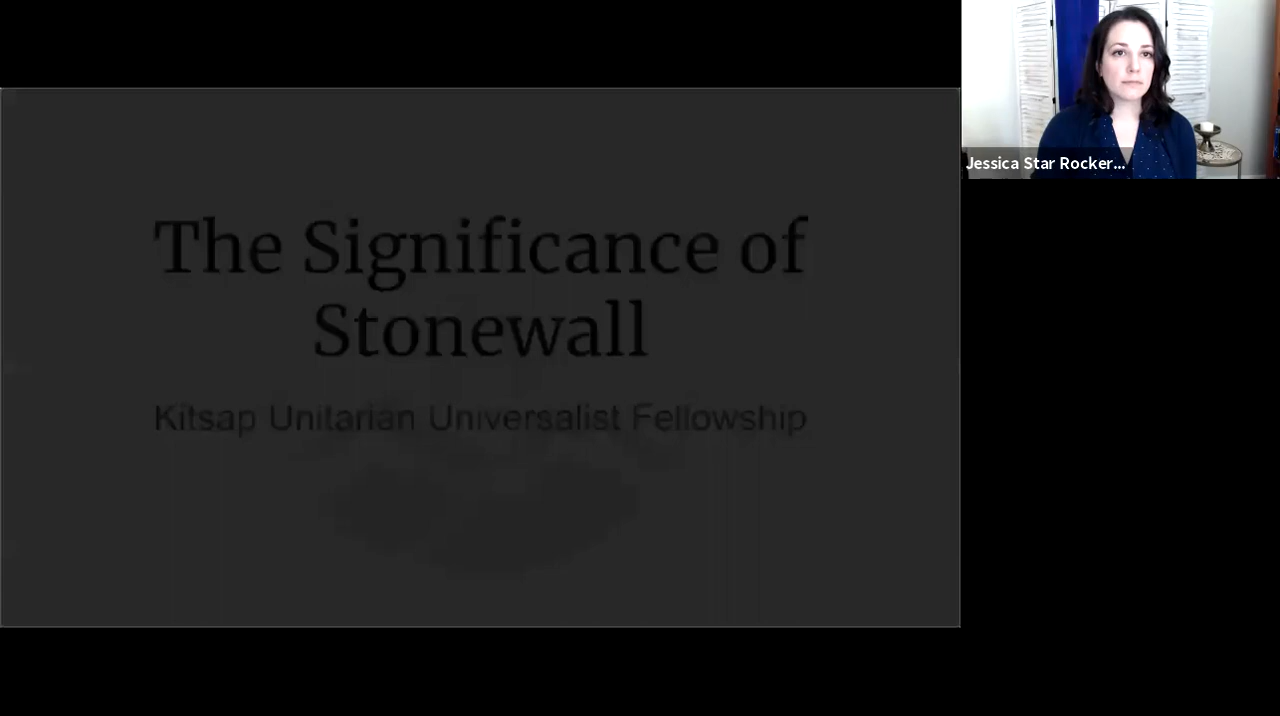 The Significance of
Stonewall
Kitsap Unitarian Universalist Fellowship
Jessica Star Rocker...